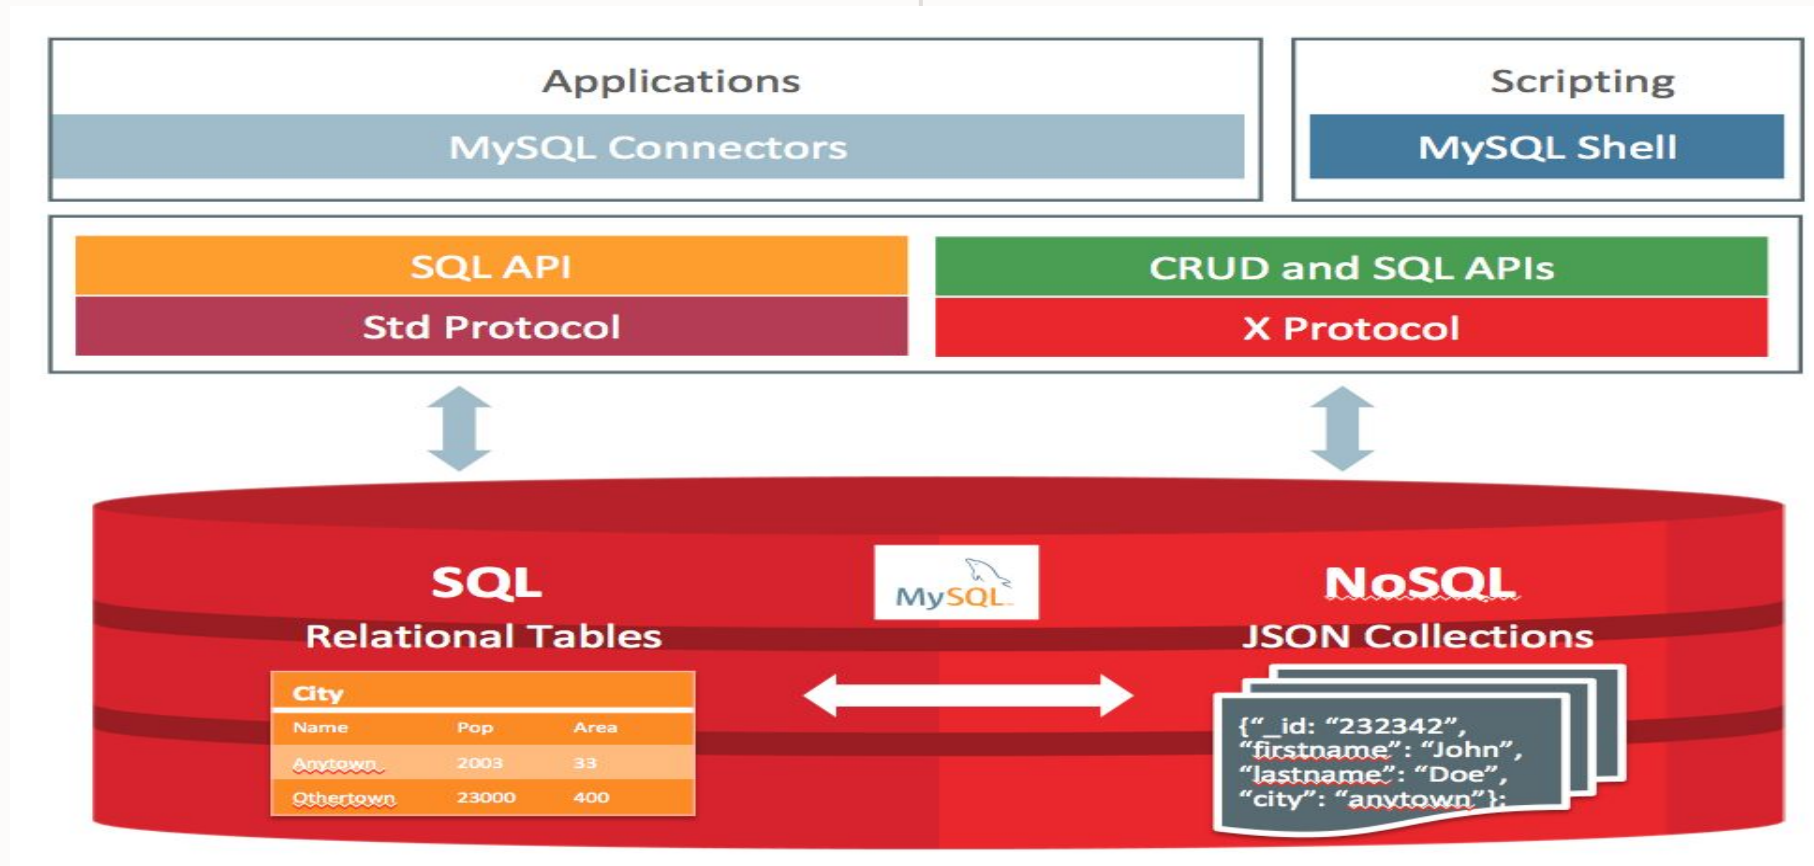 Applications
MySQL Connectors
Scripting
MySQL Shell
SQL API
Std Protocol
CRUD and SQL APIs
X Protocol
SQL
Relational Tables
City
Name Pop Area
Anytown 2003 33
Othertown 23000 400
MySQL
NoSQL
JSON Collections
{“_id: “232342”,
“firstname”: “John”,
“lastname”: “Doe”,
“city”: “anytown”};